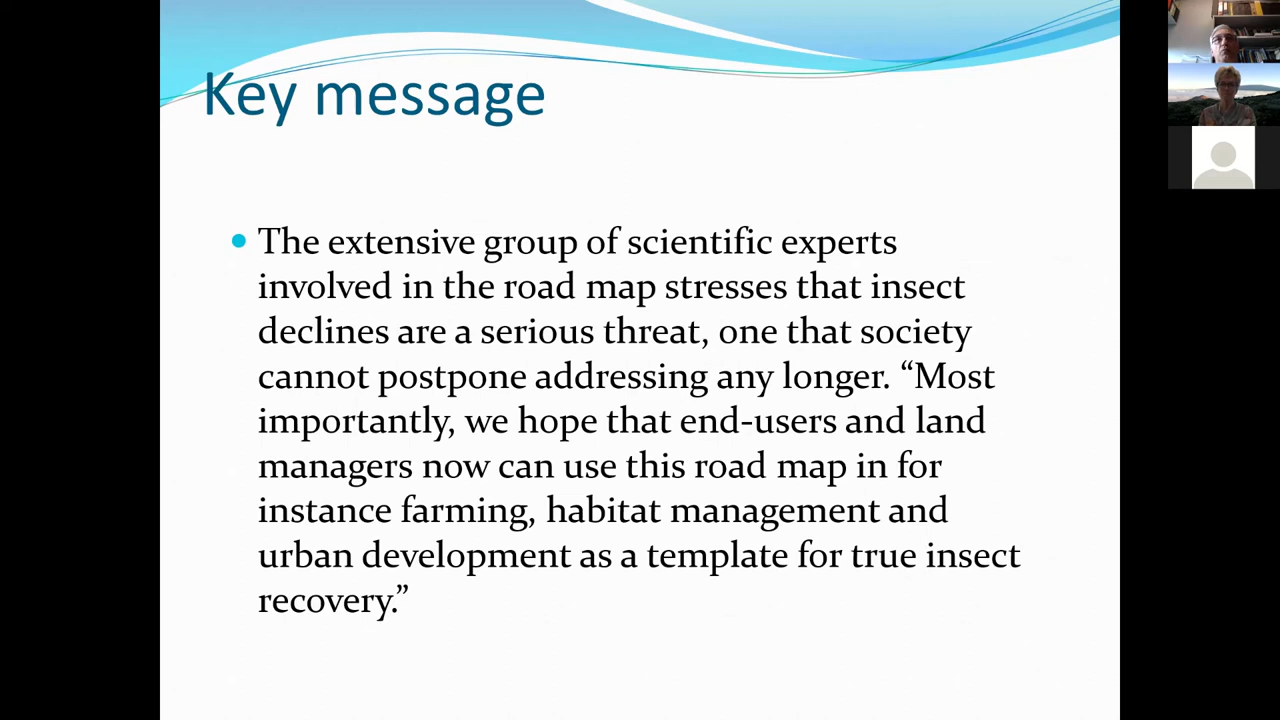 Key message
The extensive group of scientific experts
involved in the road map stresses that insect
declines are a serious threat, one that society
cannot postpone addressing any longer. “Most
importantly, we hope that end-users and land
managers now can use this road map in for
instance farming, habitat management and
urban development as a template for true insect
recovery.”